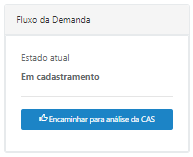 Fluxo da Demanda
Estado atual
Em cadastramento
Encaminhar para análise da CAS